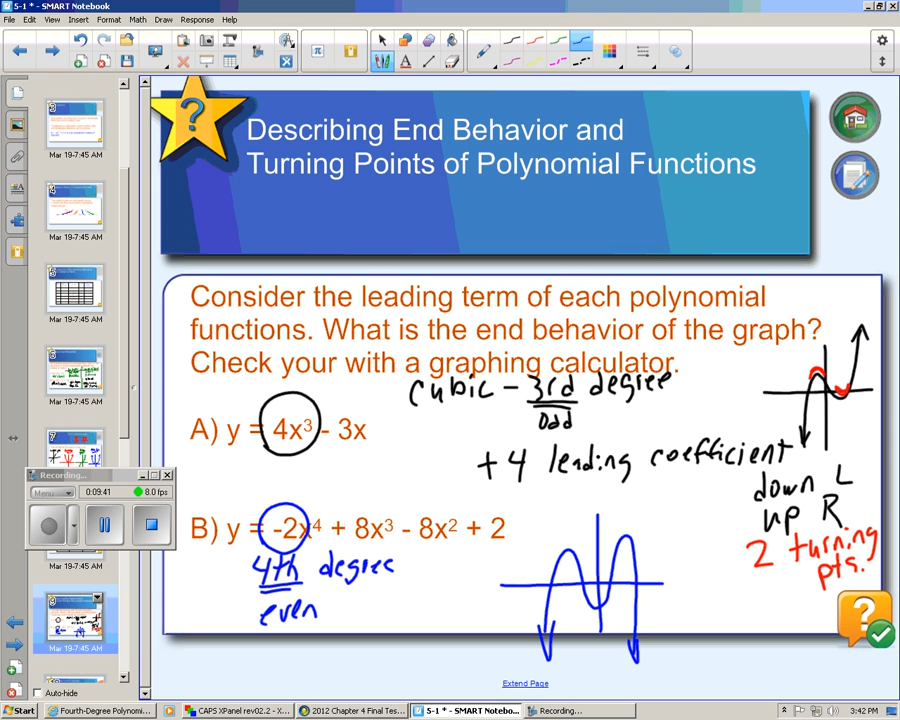 5-1 * - SMART Notebook
File Edit View Insert Format Math Draw Response Help
Mar 19-7:45 AM
Mar 19-7:45 AM
Mar 19-7:45 AM
Mar 19-7:45 AM
Mar 19-7:45 AM
Auto-hide
Recording...
Menu
0:09:41
8.0 fps
?
Describing End Behavior and
Turning Points of Polynomial Functions
Consider the leading term of each polynomial
functions. What is the end behavior of the graph?
Check your with a graphing calculator.
cubic - 3rd degree
Odd
A) y = 4x³ - 3x
+4 leading coefficient
down L
up R
2 turning
pts.
B) y = -2x⁴ + 8x³ - 8x² + 2
4th degree
even
?
Extend Page
Start
Fourth-Degree Polynomi...
CAPS XPanel rev02.2 - X...
2012 Chapter 4 Final Tes...
5-1 * - SMART Notebo...
Recording...
3:42 PM